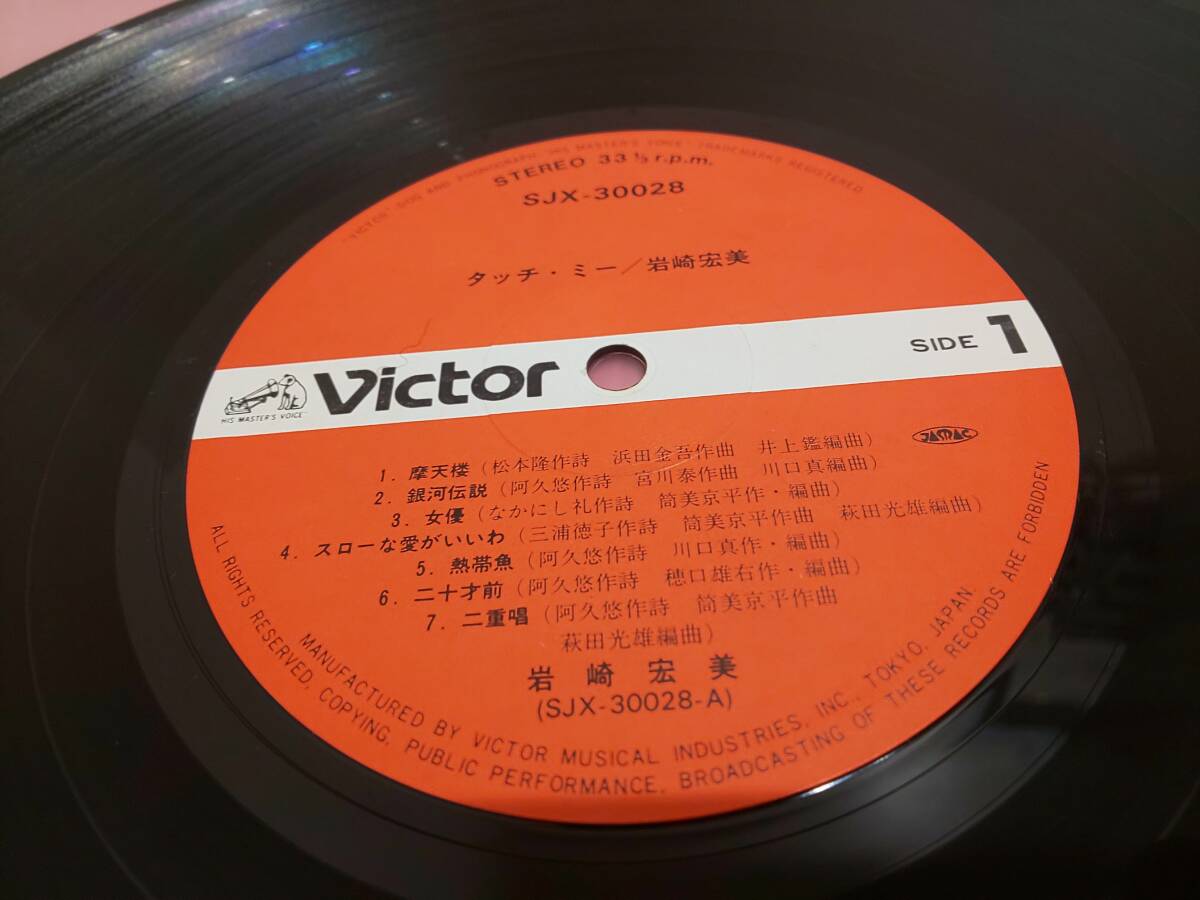 "VICTOR" DOG AND PHONOGRAPH "HIS MASTER'S VOICE" TRADEMARKS REGISTERED
STEREO 33 ⅓ r.p.m.
SJX-30028
タッチ・ミー/岩崎宏美
HIS MASTER'S VOICE
Victor
SIDE 1
1. 摩天楼 (松本隆作詩 浜田金吾作曲 井上鑑編曲)
JASRAC
2. 銀河伝説 (阿久悠作詩 宮川泰作曲 川口真編曲)
3. 女優 (なかにし礼作詩 筒美京平作・編曲)
4. スローな愛がいいわ (三浦徳子作詩 筒美京平作曲 萩田光雄編曲)
5. 熱帯魚 (阿久悠作詩 川口真作・編曲)
6. 二十才前 (阿久悠作詩 穂口雄右作・編曲)
7. 二重唱 (阿久悠作詩 筒美京平作曲
萩田光雄編曲)
岩崎宏美
(SJX-30028-A)
MANUFACTURED BY VICTOR MUSICAL INDUSTRIES, INC., TOKYO, JAPAN
ALL RIGHTS RESERVED. COPYING, PUBLIC PERFORMANCE, BROADCASTING OF THESE RECORDS ARE FORBIDDEN